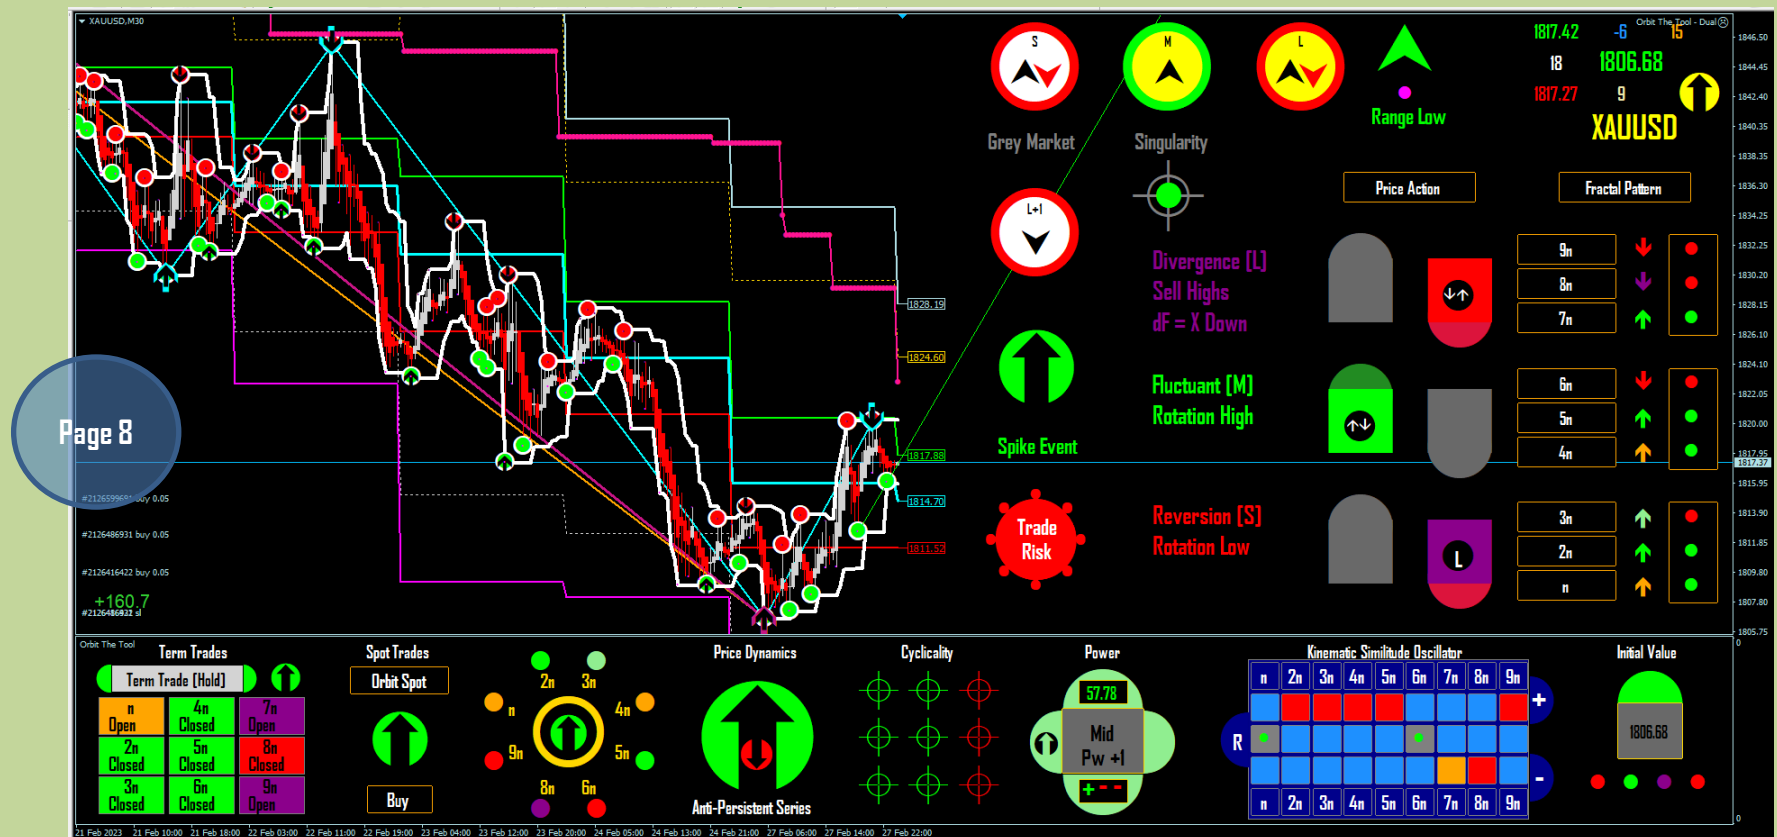 XAUUSD,M30
Orbit The Tool - Dual
S
M
L
Grey Market
Singularity
Range Low
1817.42
-6
15
18
1806.68
1817.27
9
XAUUSD
Price Action
Fractal Pattern
L+1
Divergence [L]
Sell Highs
dF = X Down
Fluctuant [M]
Rotation High
Spike Event
Reversion [S]
Rotation Low
Trade
Risk
L
9n
8n
7n
6n
5n
4n
3n
2n
n
1846.50
1844.45
1842.40
1840.35
1838.35
1836.30
1834.25
1832.25
1830.20
1828.15
1826.10
1824.10
1822.05
1820.00
1817.95
1817.37
1815.95
1813.90
1811.85
1809.80
1807.80
1805.75
1828.19
1824.60
1817.88
1814.70
1811.52
Page 8
#2126486931 buy 0.05
#2126416422 buy 0.05
+160.7
Orbit The Tool
Term Trades
Term Trade [Hold]
n
Open
4n
Closed
7n
Open
2n
Closed
5n
Closed
8n
Closed
3n
Closed
6n
Closed
9n
Open
Spot Trades
Orbit Spot
Buy
2n
3n
n
4n
9n
5n
8n
6n
Price Dynamics
Anti-Persistent Series
Cyclicality
Power
57.78
Mid
Pw +1
+ - -
Kinematic Similitude Oscillator
n 2n 3n 4n 5n 6n 7n 8n 9n
+
R
-
n 2n 3n 4n 5n 6n 7n 8n 9n
Initial Value
1806.68
0
0
21 Feb 2023 21 Feb 10:00 21 Feb 18:00 22 Feb 03:00 22 Feb 11:00 22 Feb 19:00 23 Feb 04:00 23 Feb 12:00 23 Feb 20:00 24 Feb 05:00 24 Feb 13:00 24 Feb 21:00 27 Feb 06:00 27 Feb 14:00 27 Feb 22:00